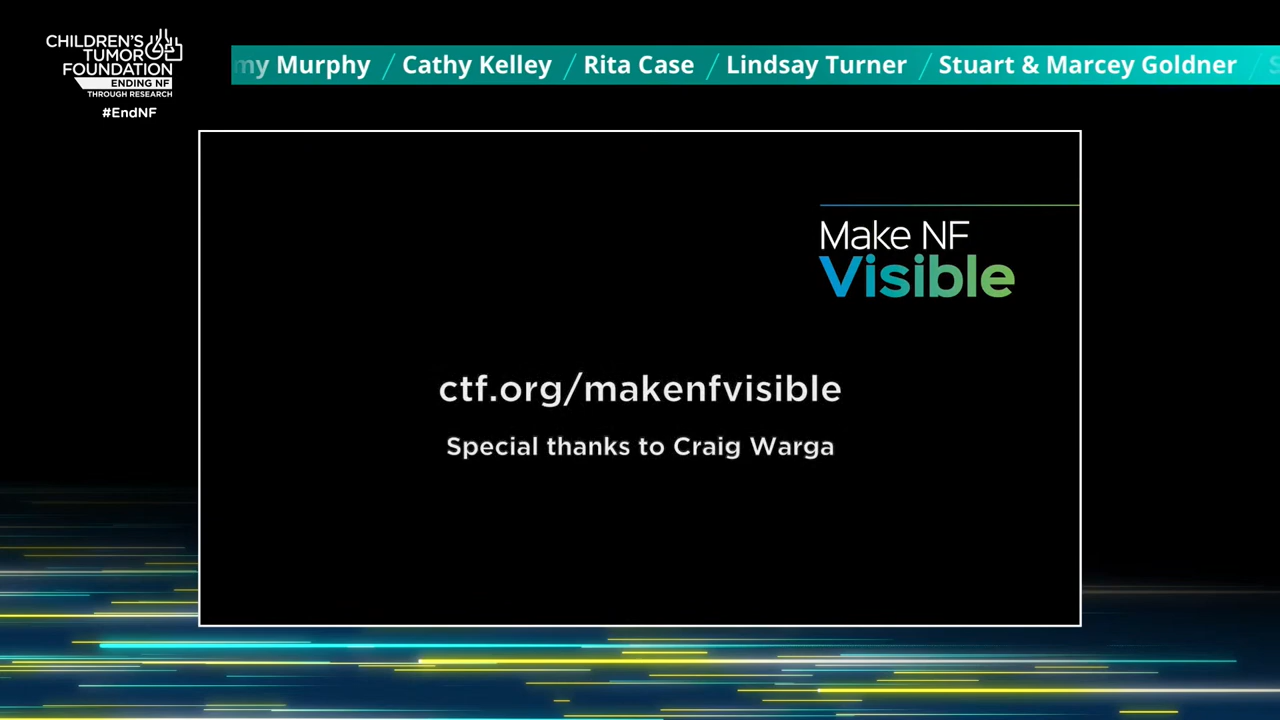 CHILDREN'S
TUMOR
FOUNDATION
ENDING NF
THROUGH RESEARCH
#EndNF
Murphy / Cathy Kelley / Rita Case / Lindsay Turner / Stuart & Marcey Goldner /
Make NF
Visible
ctf.org/makenfvisible
Special thanks to Craig Warga